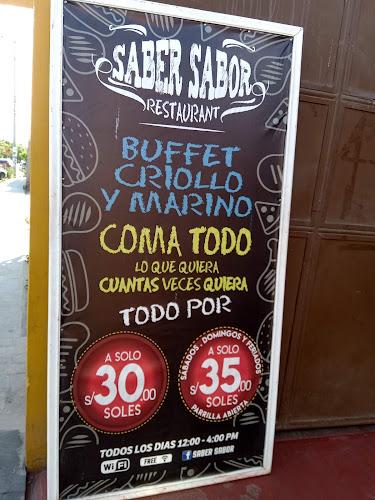 SABER SABOR
RESTAURANT
BUFFET
CRIOLLO
Y MARINO
COMA TODO
LO QUE QUIERA
CUANTAS VECES QUIERA
TODO POR
A SOLO
S/ 30.00
SOLES
SABADOS - DOMINGOS Y FERIADOS
A SOLO
S/ 35.00
SOLES
PARRILLA ABIERTA
TODOS LOS DIAS 12:00 - 4:00 PM
WiFi FREE f SABER SABOR